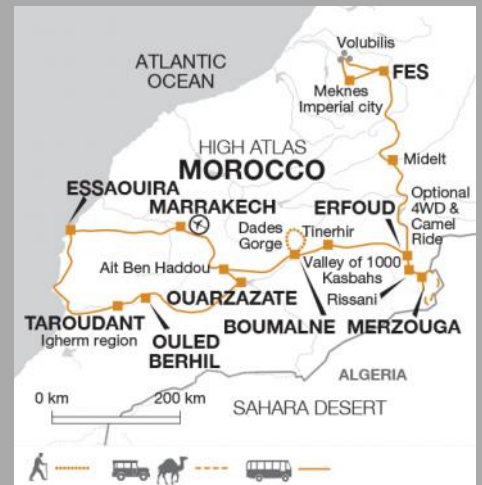 Volubilis
ATLANTIC
OCEAN
FES
Meknes
Imperial city
HIGH ATLAS
MOROCCO
Midelt
ESSAOUIRA
MARRAKECH
Optional
4WD &
Camel
Ride
ERFOUD
Dades
Gorge
Tinerhir
Ait Ben Haddou
Valley of 1000
Kasbahs
Rissani
OUARZAZATE
TAROUDANT
Igherm region
OULED
BERHIL
BOUMALNE
MERZOUGA
ALGERIA
0 km
200 km
SAHARA DESERT